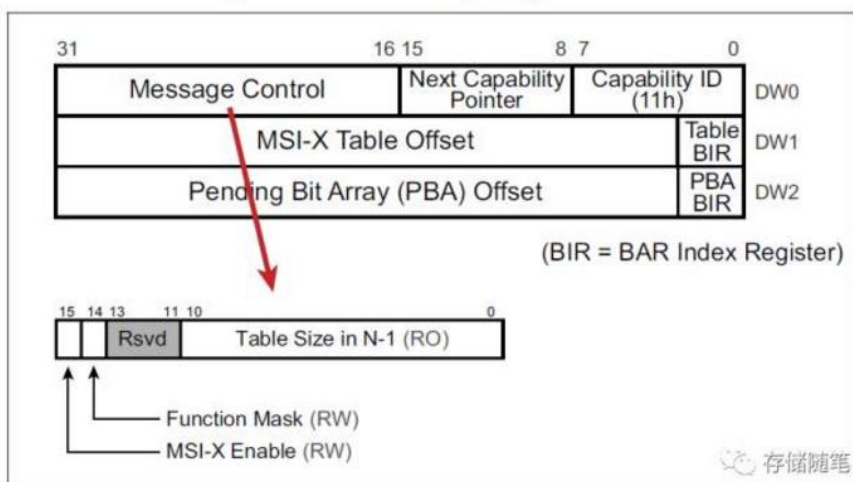 31 16 15 8 7 0
Message Control Next Capability Pointer Capability ID (11h) DW0
MSI-X Table Offset Table BIR DW1
Pending Bit Array (PBA) Offset PBA BIR DW2
(BIR = BAR Index Register)
15 14 13 11 10 0
Rsvd Table Size in N-1 (RO)
Function Mask (RW)
MSI-X Enable (RW)
存储随笔